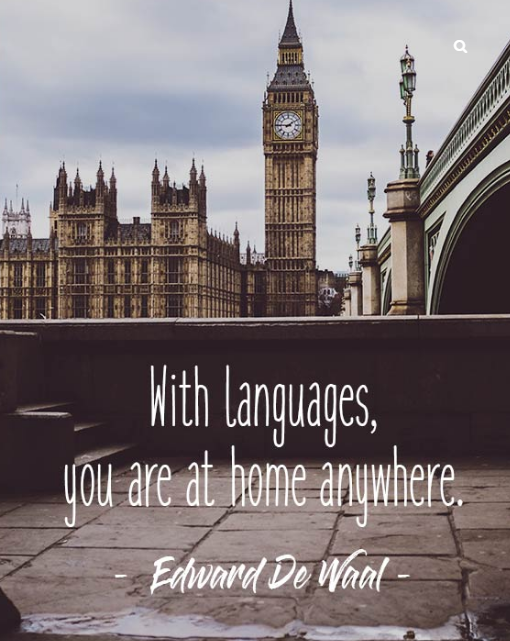 With languages,
you are at home anywhere.
- Edward De Waal -